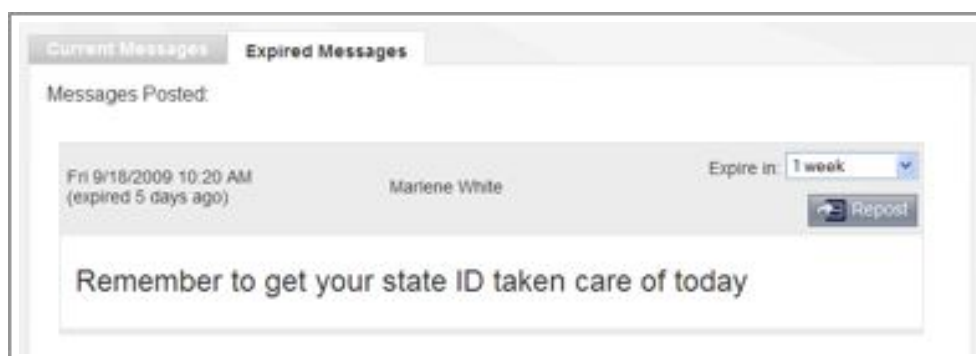 Current Messages Expired Messages
Messages Posted:
Fri 9/18/2009 10:20 AM Marlene White Expire in: 1 week
(expired 5 days ago)
Repost
Remember to get your state ID taken care of today